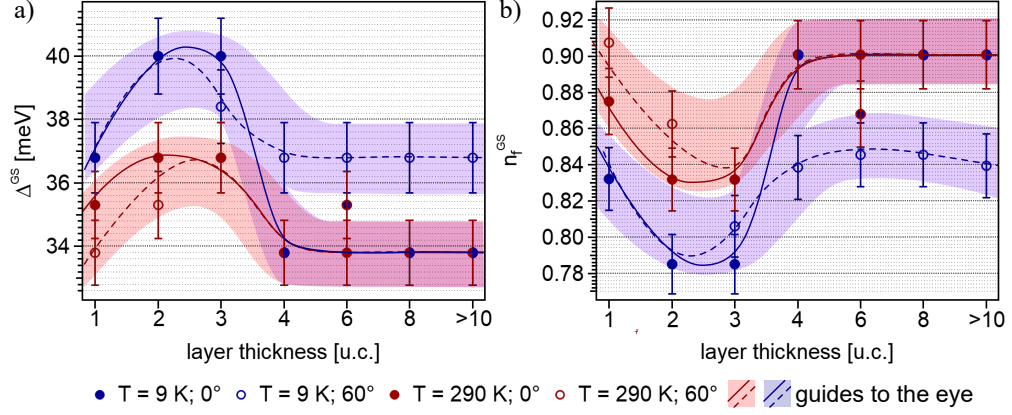 a)
Δ^GS [meV]
40
38
36
34
1 2 3 4 6 8 >10
layer thickness [u.c.]
b)
n_f^GS
0.92
0.90
0.88
0.86
0.84
0.82
0.80
0.78
1 2 3 4 6 8 >10
layer thickness [u.c.]
T = 9 K; 0° T = 9 K; 60° T = 290 K; 0° T = 290 K; 60° guides to the eye